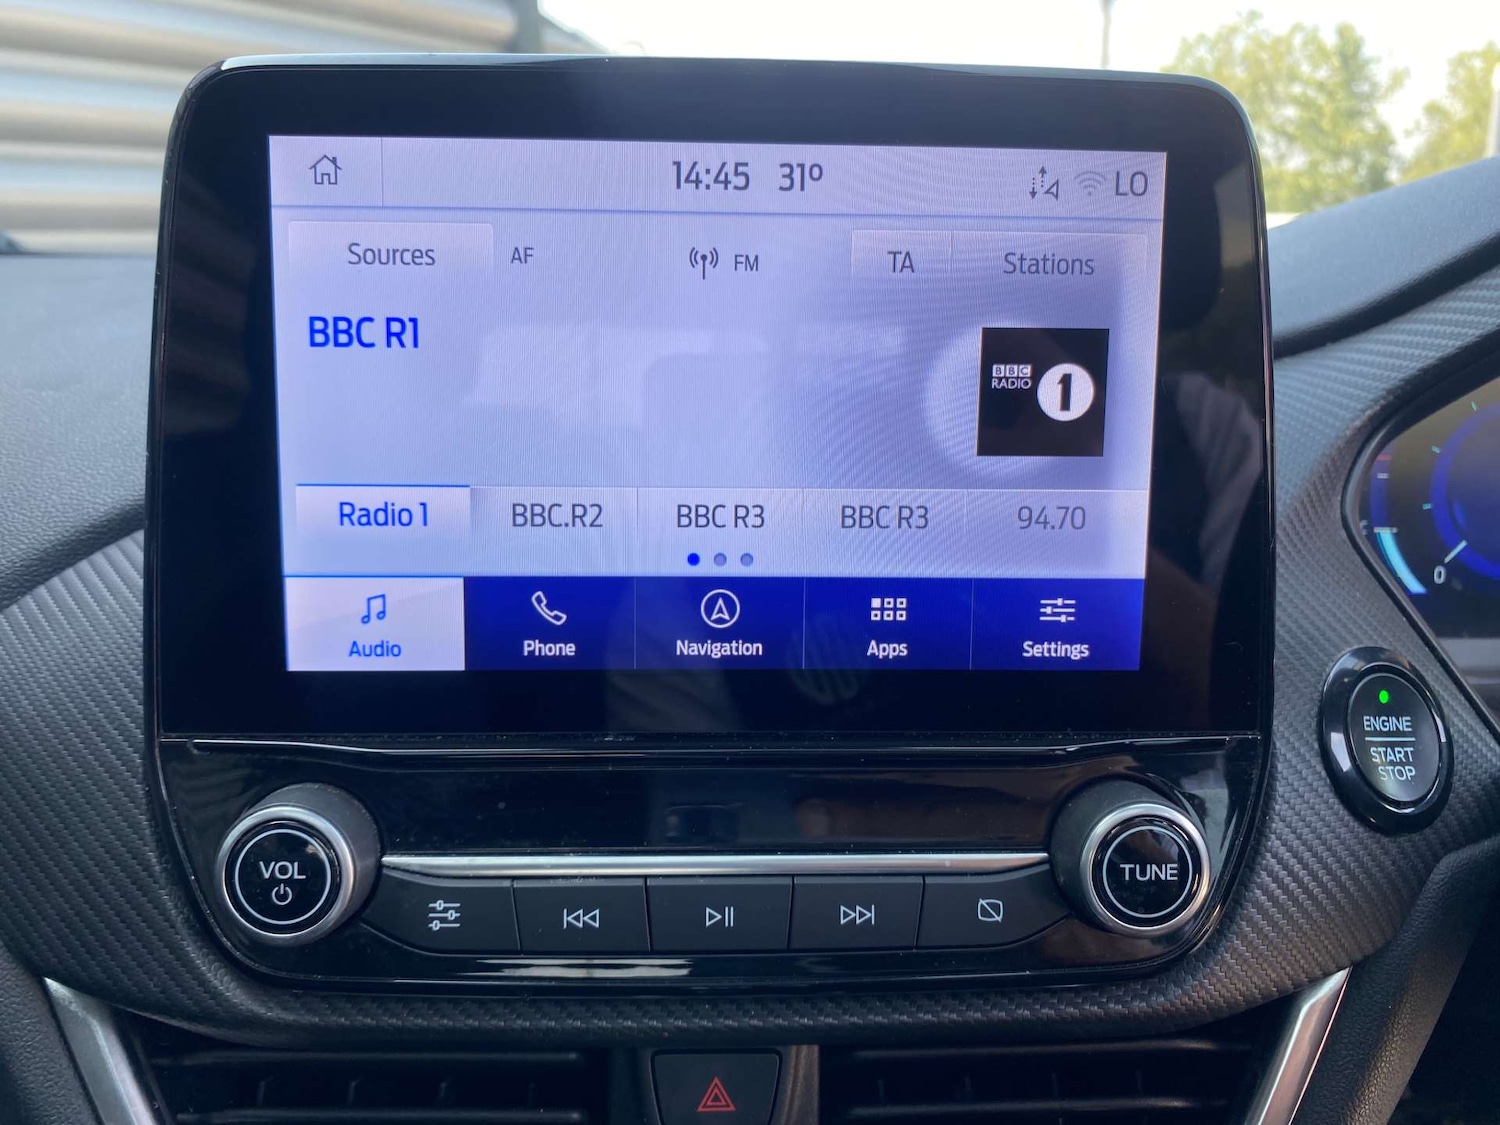 14:45 31° LO
Sources AF FM TA Stations
BBC R1
BBC
RADIO
1
Radio 1 BBC.R2 BBC R3 BBC R3 94.70
Audio Phone Navigation Apps Settings
ENGINE
START
STOP
VOL
TUNE
0